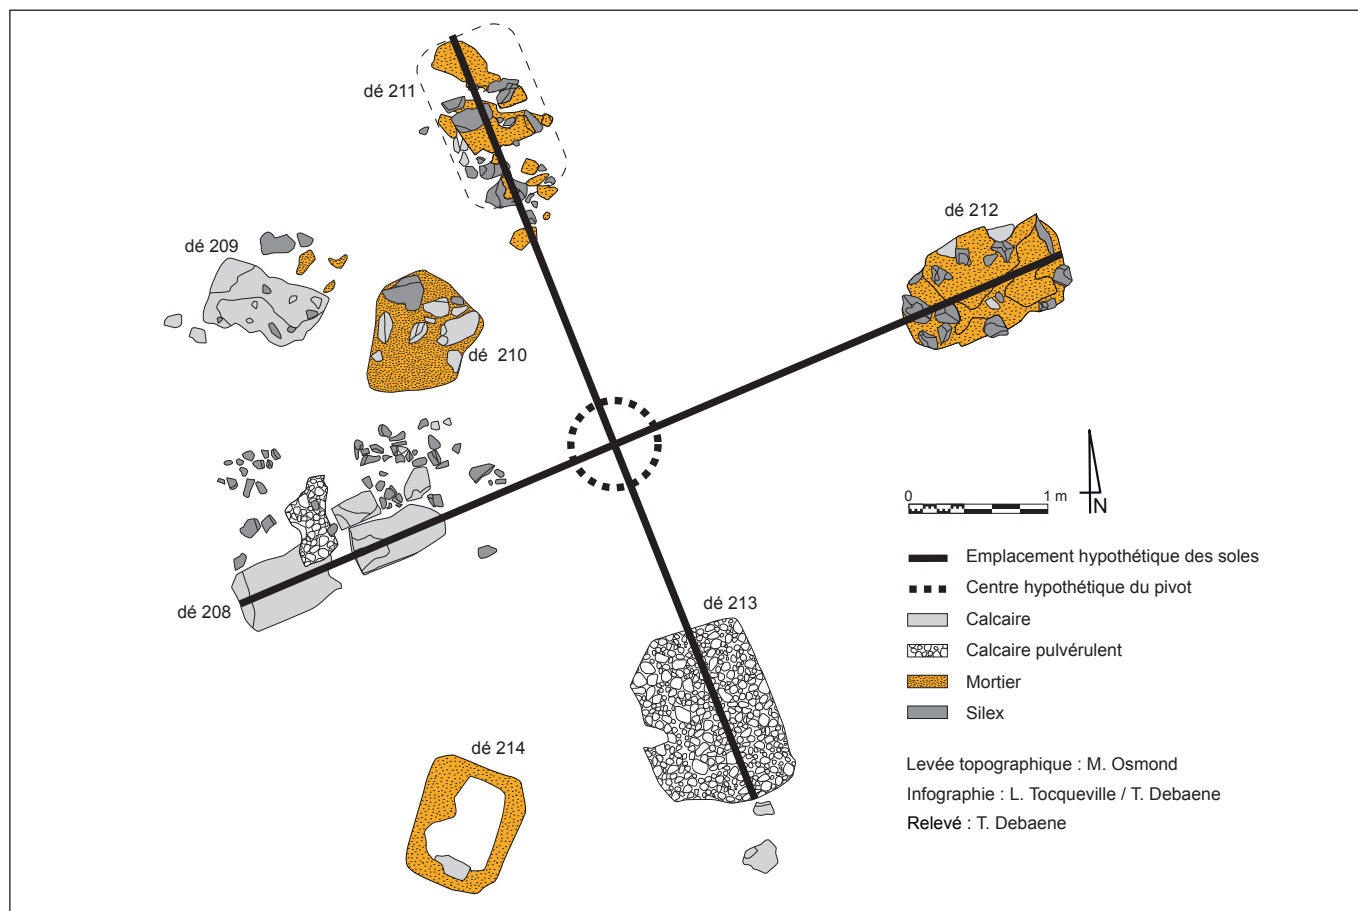 dé 211
dé 212
dé 209
dé 210
0 1 m
N
Emplacement hypothétique des soles
Centre hypothétique du pivot
dé 208
dé 213
Calcaire
Calcaire pulvérulent
Mortier
Silex
dé 214
Levée topographique : M. Osmond
Infographie : L. Tocqueville / T. Debaene
Relevé : T. Debaene